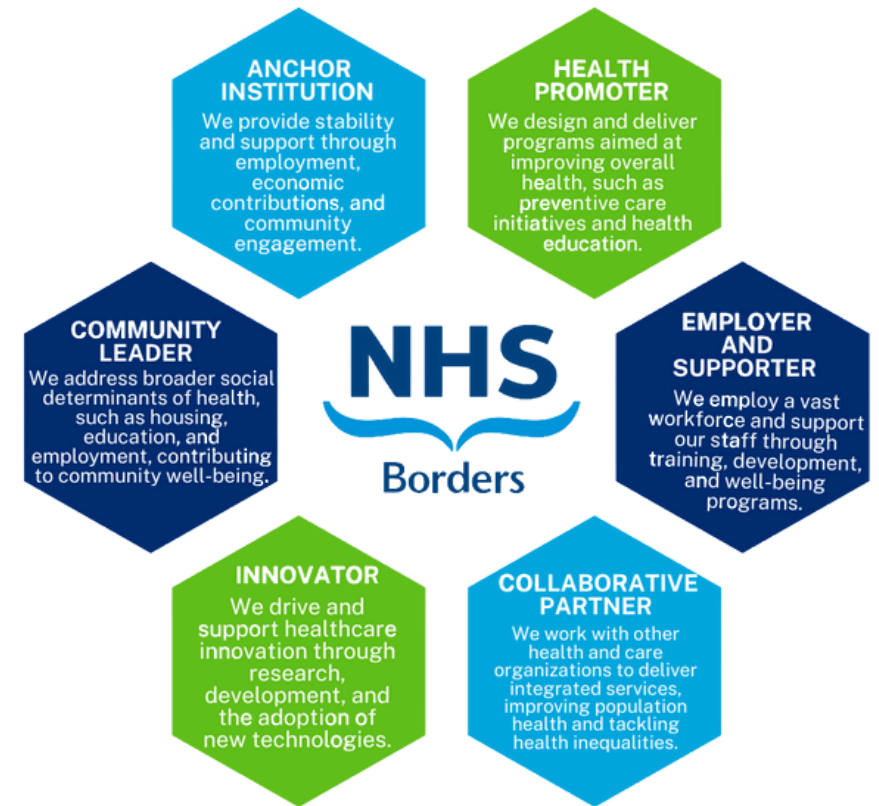 ANCHOR
INSTITUTION
We provide stability
and support through
employment,
economic
contributions, and
community
engagement.
HEALTH
PROMOTER
We design and deliver
programs aimed at
improving overall
health, such as
preventive care
initiatives and health
education.
COMMUNITY
LEADER
We address broader social
determinants of health,
such as housing,
education, and
employment, contributing
to community well-being.
NHS
Borders
EMPLOYER
AND
SUPPORTER
We employ a vast
workforce and support
our staff through
training, development,
and well-being
programs.
INNOVATOR
We drive and
support healthcare
innovation through
research,
development, and
the adoption of
new technologies.
COLLABORATIVE
PARTNER
We work with other
health and care
organizations to deliver
integrated services,
improving population
health and tackling
health inequalities.